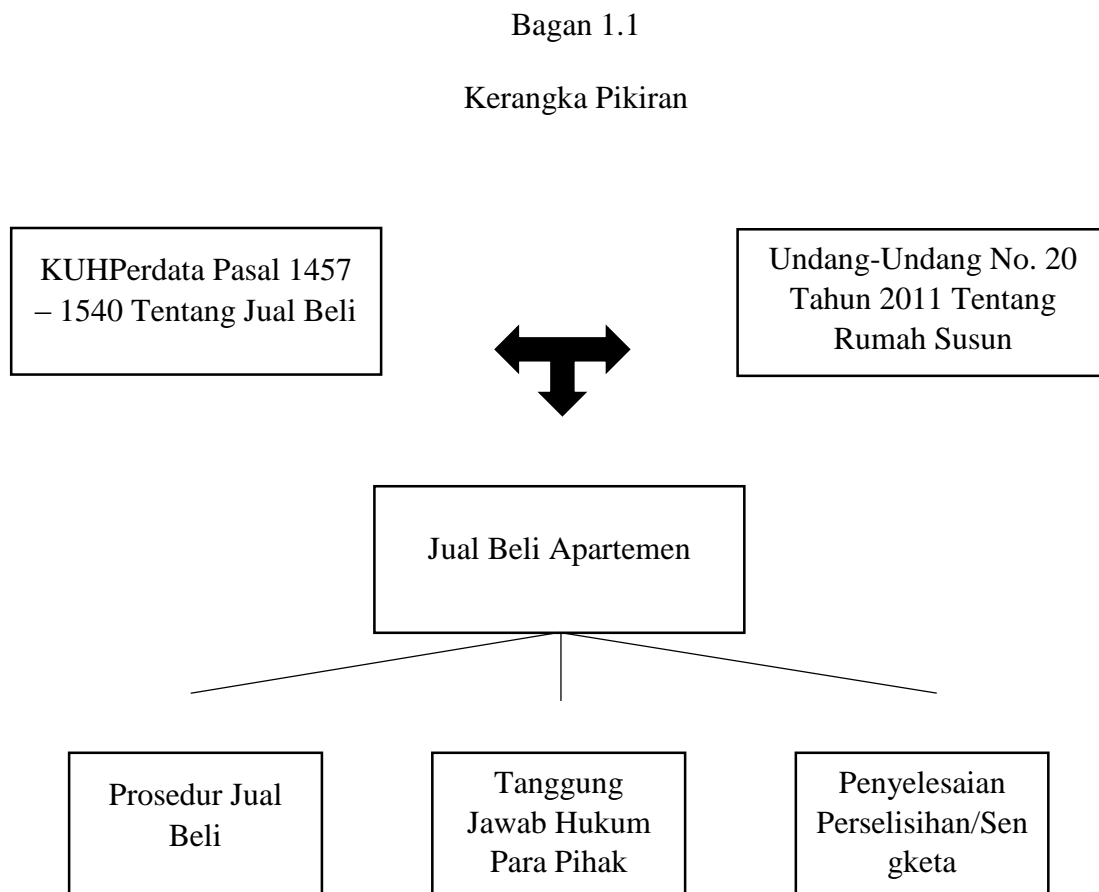 Bagan 1.1
Kerangka Pikiran
KUHPerdata Pasal 1457
– 1540 Tentang Jual Beli
Undang-Undang No. 20
Tahun 2011 Tentang
Rumah Susun
Jual Beli Apartemen
Prosedur Jual
Beli
Tanggung
Jawab Hukum
Para Pihak
Penyelesaian
Perselisihan/Sen
gketa